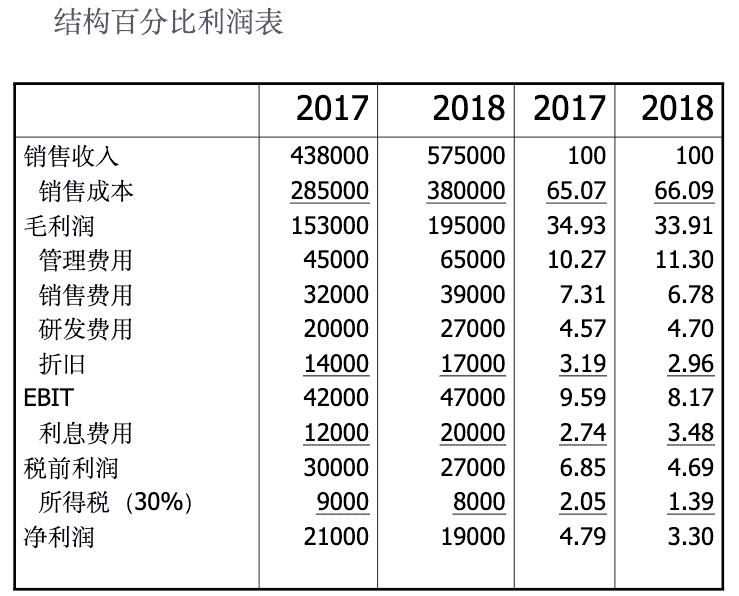 结构百分比利润表
2017 2018 2017 2018
销售收入 438000 575000 100 100
销售成本 285000 380000 65.07 66.09
毛利润 153000 195000 34.93 33.91
管理费用 45000 65000 10.27 11.30
销售费用 32000 39000 7.31 6.78
研发费用 20000 27000 4.57 4.70
折旧 14000 17000 3.19 2.96
EBIT 42000 47000 9.59 8.17
利息费用 12000 20000 2.74 3.48
税前利润 30000 27000 6.85 4.69
所得税（30%） 9000 8000 2.05 1.39
净利润 21000 19000 4.79 3.30